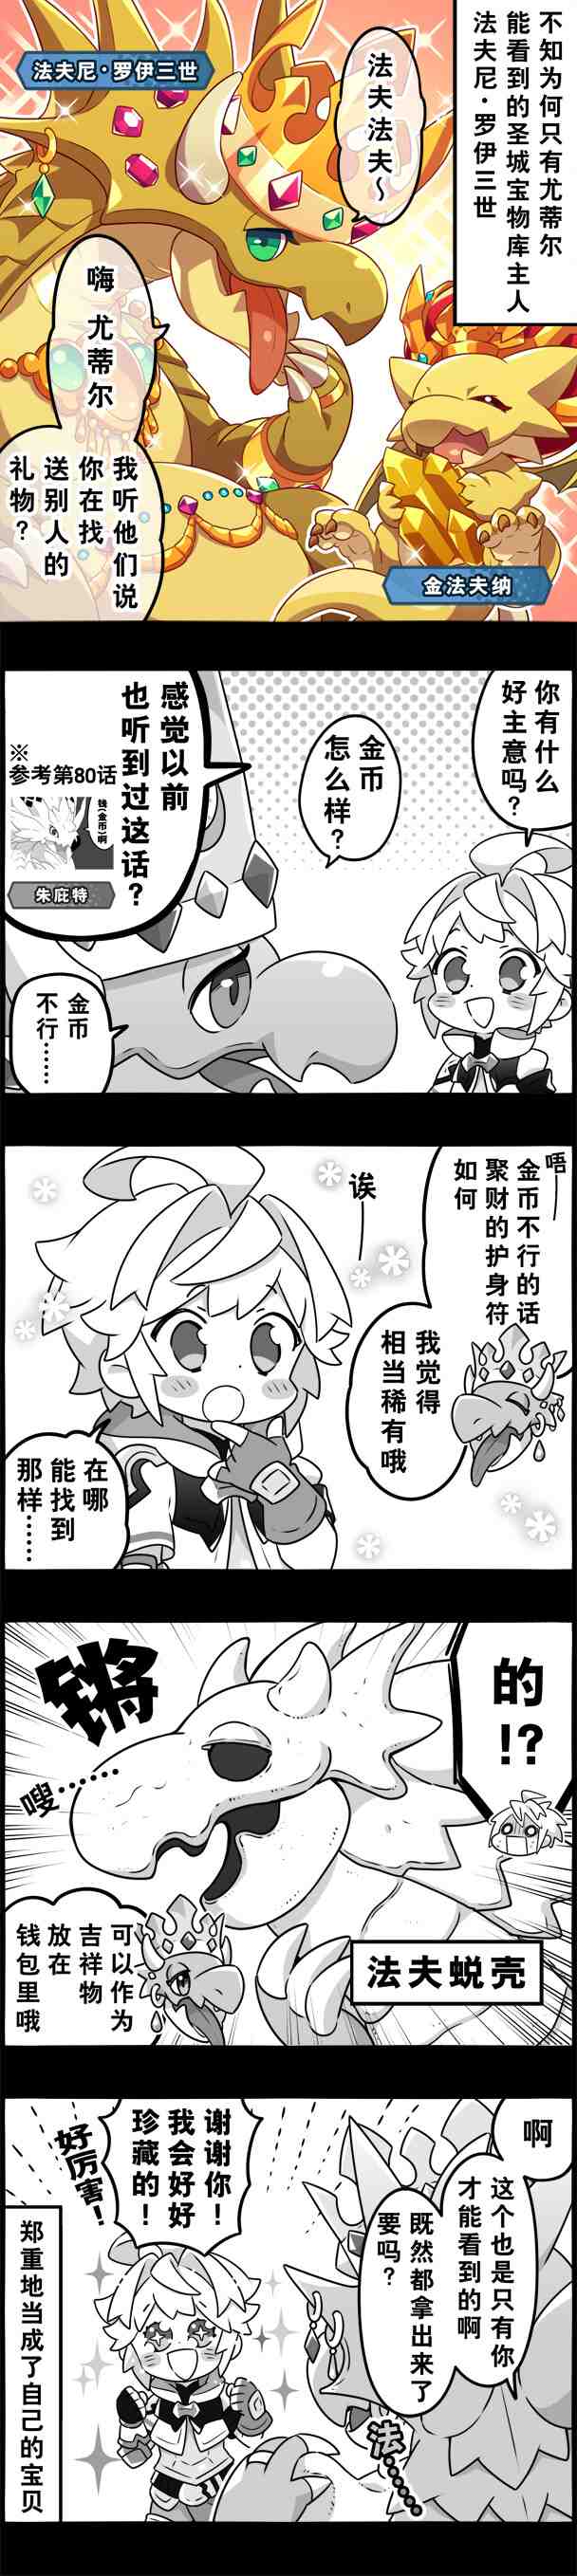 不知为何只有尤蒂尔
能看到的圣城宝物库主人
法夫尼·罗伊三世
法夫尼·罗伊三世
法夫法夫～
嗨 尤蒂尔
我听他们说
你在找
送别人的
礼物？
金法夫纳
你有什么
好主意吗？
金币
怎么样？
感觉以前
也听到过这话？
※
参考第80话
钱(金币)啊
朱庇特
金币
不行……
唔—
金币不行的话
聚财的护身符
如何
我觉得
相当稀有哦
诶—
在哪
能找到
那样……
的!?
锵
嗖……
法夫蜕壳
可以作为
吉祥物
放在
钱包里哦
啊
这个也是只有你
才能看到的啊
既然都拿出来了
要吗？
法……
谢谢你！
我会好好
珍藏的！
好厉害！
郑重地当成了自己的宝贝